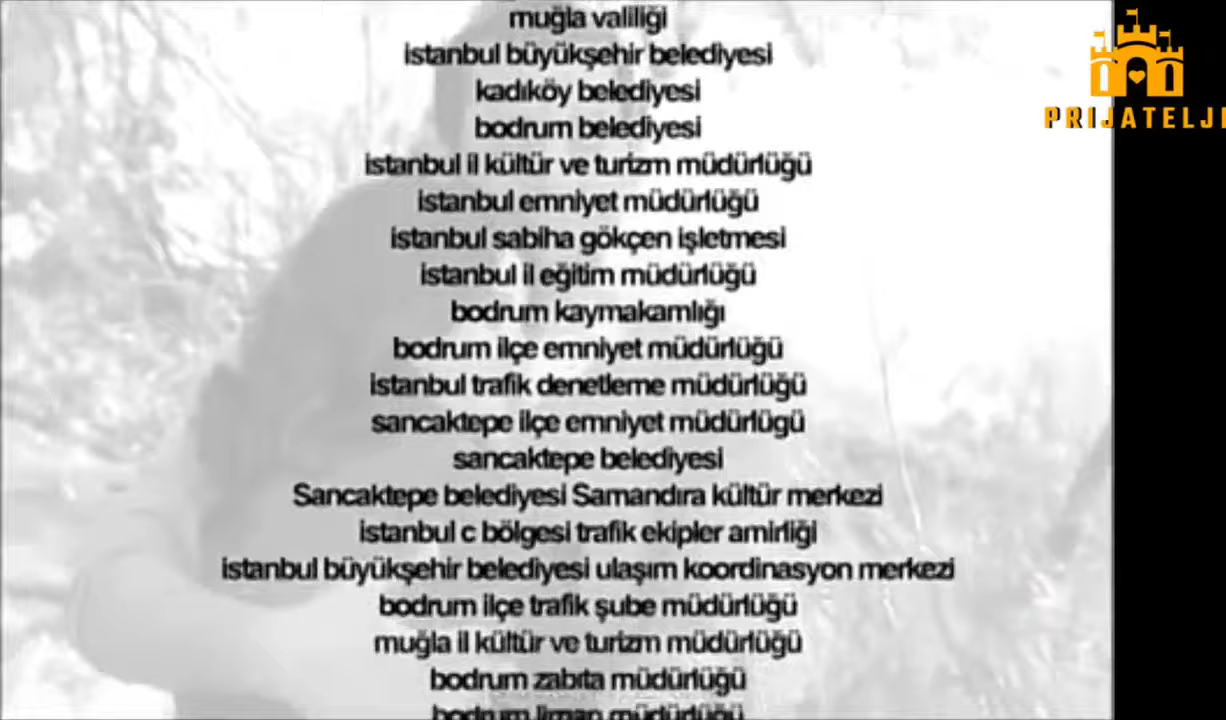 muğla valiliği
istanbul büyükşehir belediyesi
kadıköy belediyesi
bodrum belediyesi
istanbul il kültür ve turizm müdürlüğü
istanbul emniyet müdürlüğü
istanbul sabiha gökçen işletmesi
istanbul il eğitim müdürlüğü
bodrum kaymakamlığı
bodrum ilçe emniyet müdürlüğü
istanbul trafik denetleme müdürlüğü
sancaktepe ilçe emniyet müdürlügü
sancaktepe belediyesi
Sancaktepe belediyesi Samandıra kültür merkezi
istanbul c bölgesi trafik ekipler amirliği
istanbul büyükşehir belediyesi ulaşım koordinasyon merkezi
bodrum ilçe trafik şube müdürlüğü
muğla il kültür ve turizm müdürlüğü
bodrum zabıta müdürlüğü
bodrum liman müdürlüğü
PRIJATELJI